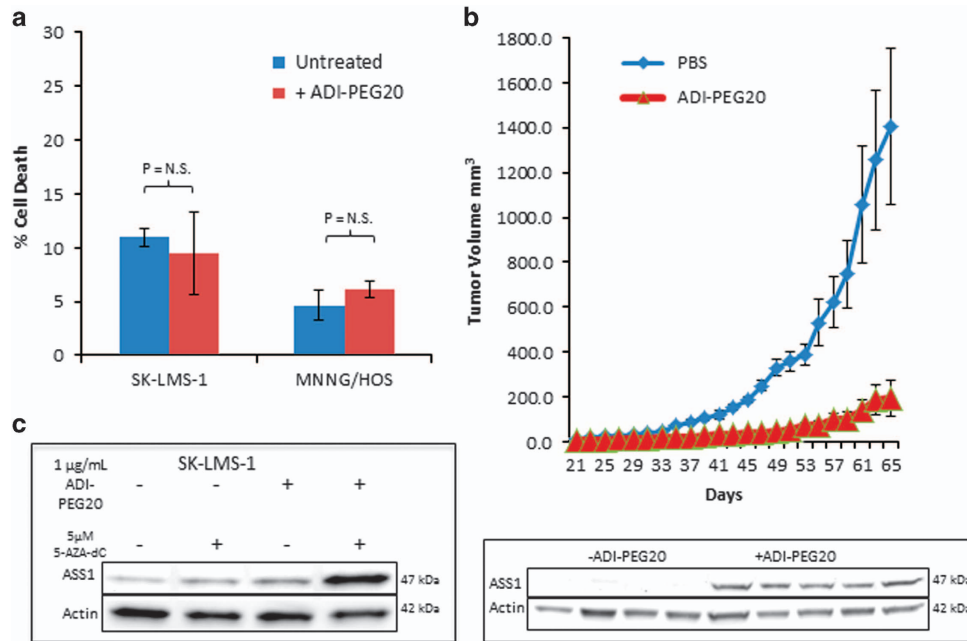 a
30
25
20
15
10
5
0
% Cell Death
Untreated
+ ADI-PEG20
P = N.S.
P = N.S.
SK-LMS-1
MNNG/HOS
b
1800.0
1600.0
1400.0
1200.0
1000.0
800.0
600.0
400.0
200.0
0.0
Tumor Volume mm³
PBS
ADI-PEG20
21 25 29 33 37 41 45 49 53 57 61 65
Days
c
SK-LMS-1
1 µg/mL
ADI-
PEG20
- - + +
5µM
5-AZA-dC
- + - +
ASS1
47 kDa
Actin
42 kDa
-ADI-PEG20 +ADI-PEG20
ASS1
47 kDa
Actin
42 kDa